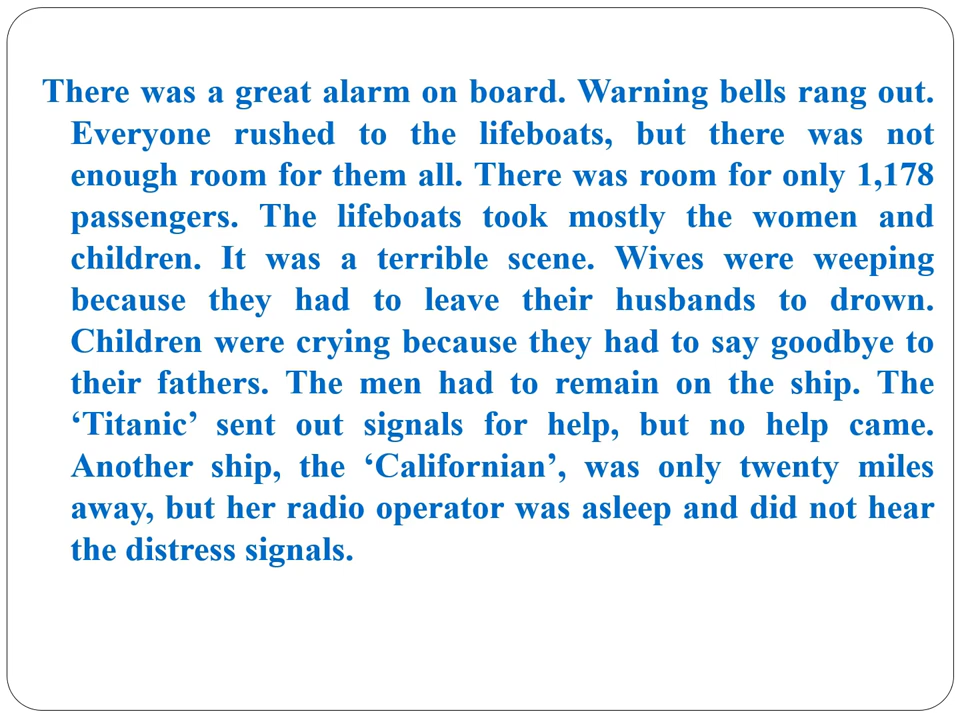 There was a great alarm on board. Warning bells rang out.
Everyone rushed to the lifeboats, but there was not
enough room for them all. There was room for only 1,178
passengers. The lifeboats took mostly the women and
children. It was a terrible scene. Wives were weeping
because they had to leave their husbands to drown.
Children were crying because they had to say goodbye to
their fathers. The men had to remain on the ship. The
‘Titanic’ sent out signals for help, but no help came.
Another ship, the ‘Californian’, was only twenty miles
away, but her radio operator was asleep and did not hear
the distress signals.